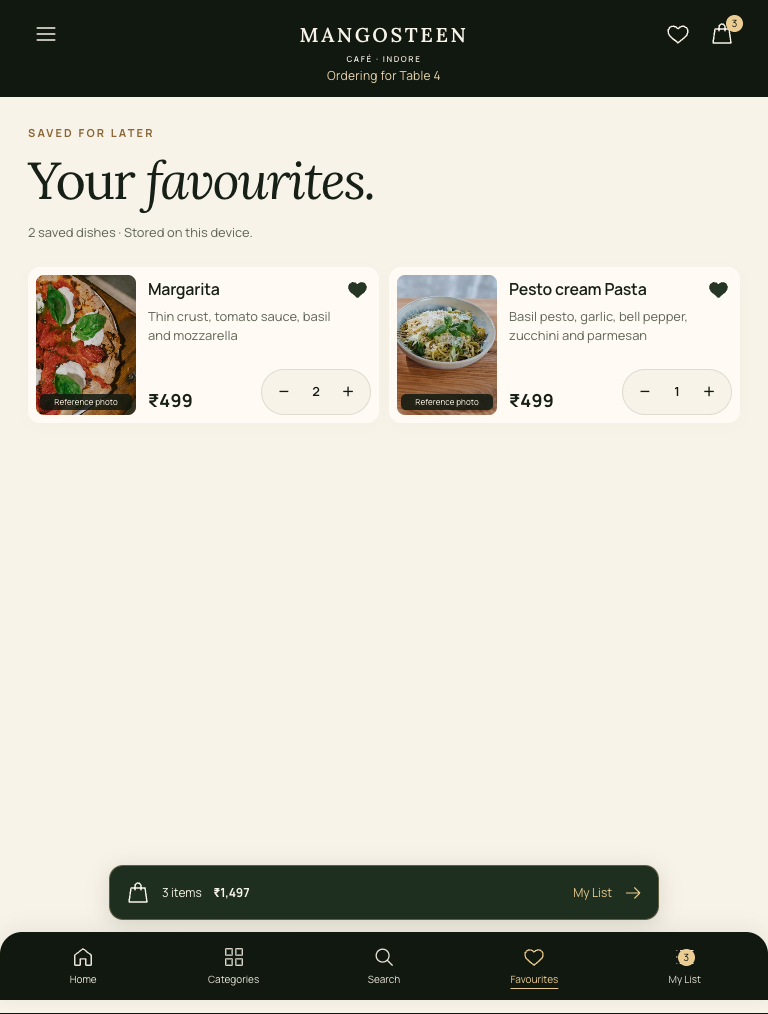 MANGOSTEEN
3
CAFÉ · INDORE
Ordering for Table 4
SAVED FOR LATER
Your favourites.
2 saved dishes · Stored on this device.
Margarita
Thin crust, tomato sauce, basil
and mozzarella
Reference photo
₹499
− 2 +
Pesto cream Pasta
Basil pesto, garlic, bell pepper,
zucchini and parmesan
Reference photo
₹499
− 1 +
3 items ₹1,497 My List →
Home
Categories
Search
Favourites
3
My List